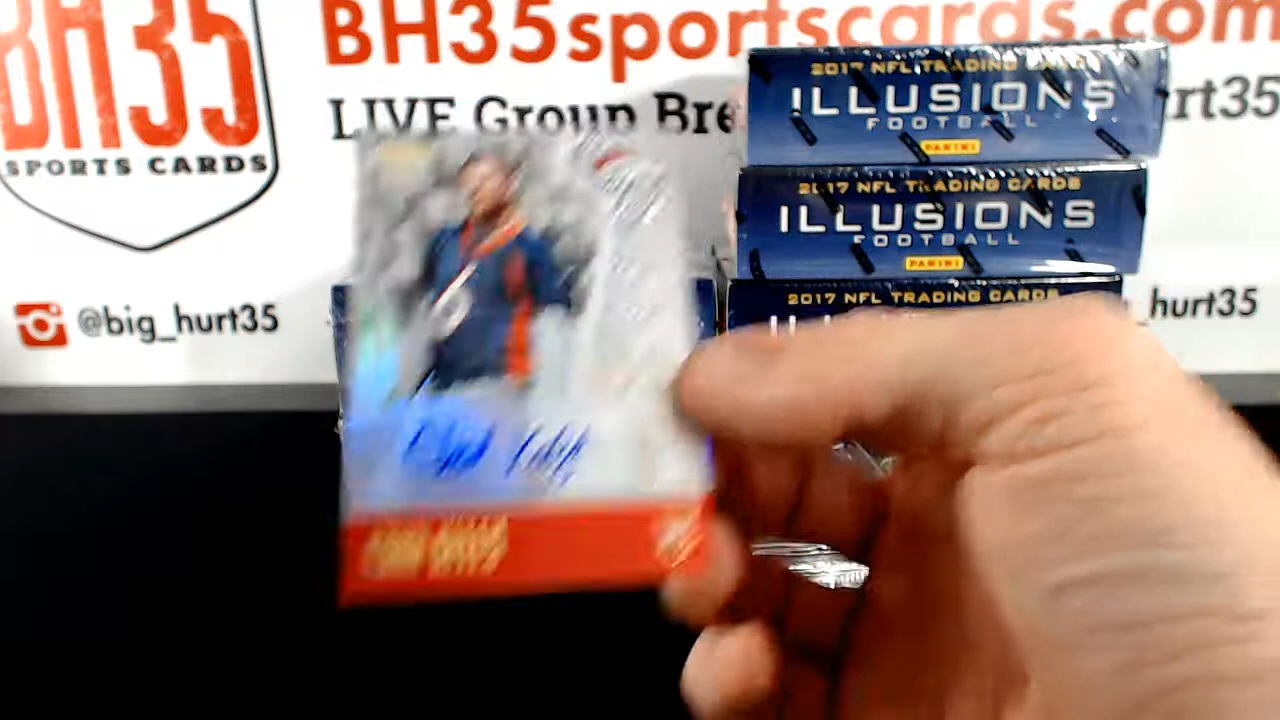 BH35
SPORTS CARDS
BH35sportscards.com
LIVE Group Bre
rt35
@big_hurt35
_hurt35
2017 NFL TRADING CARDS
ILLUSIONS
FOOTBALL
PANINI
2017 NFL TRADING CARDS
ILLUSIONS
FOOTBALL
PANINI
2017 NFL TRADING CARDS